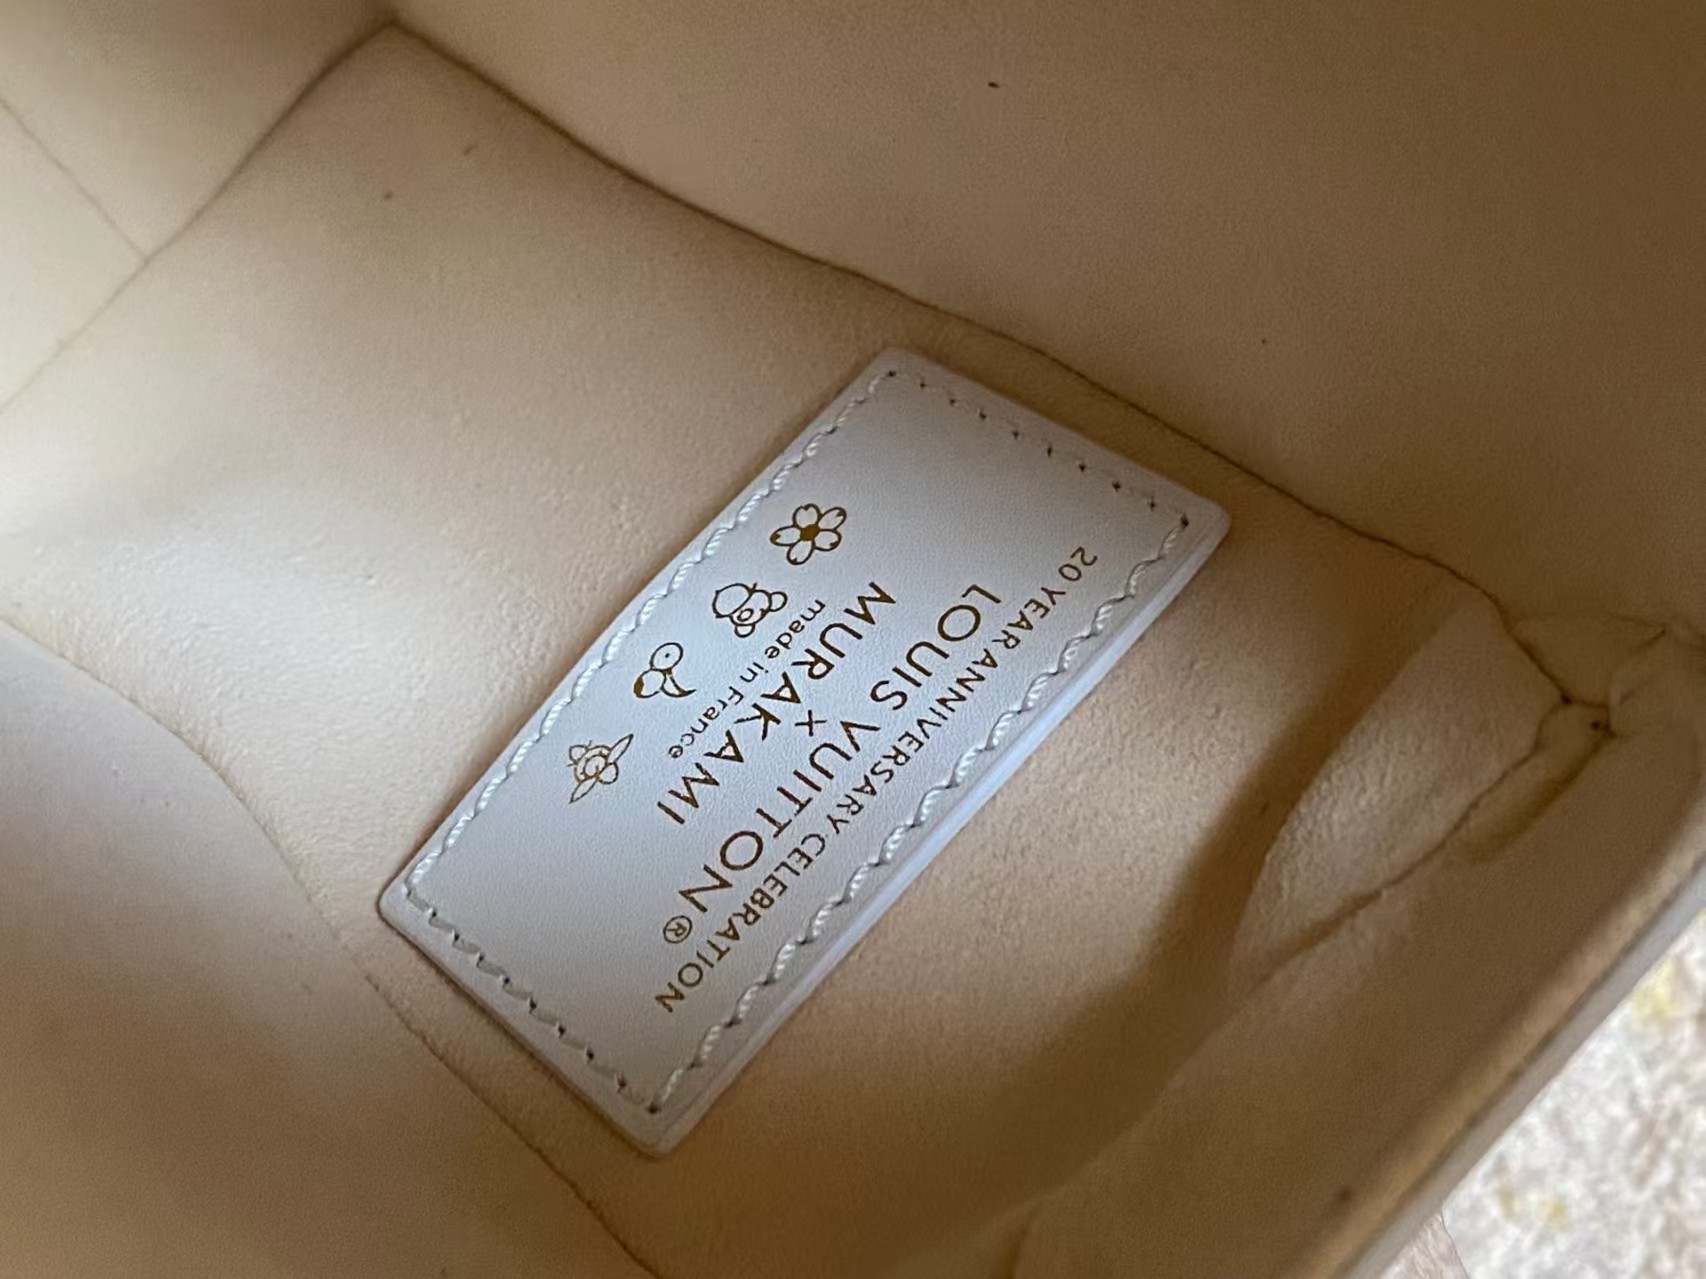 20 YEAR ANNIVERSARY CELEBRATION
LOUIS VUITTON®
×
MURAKAMI
made in France